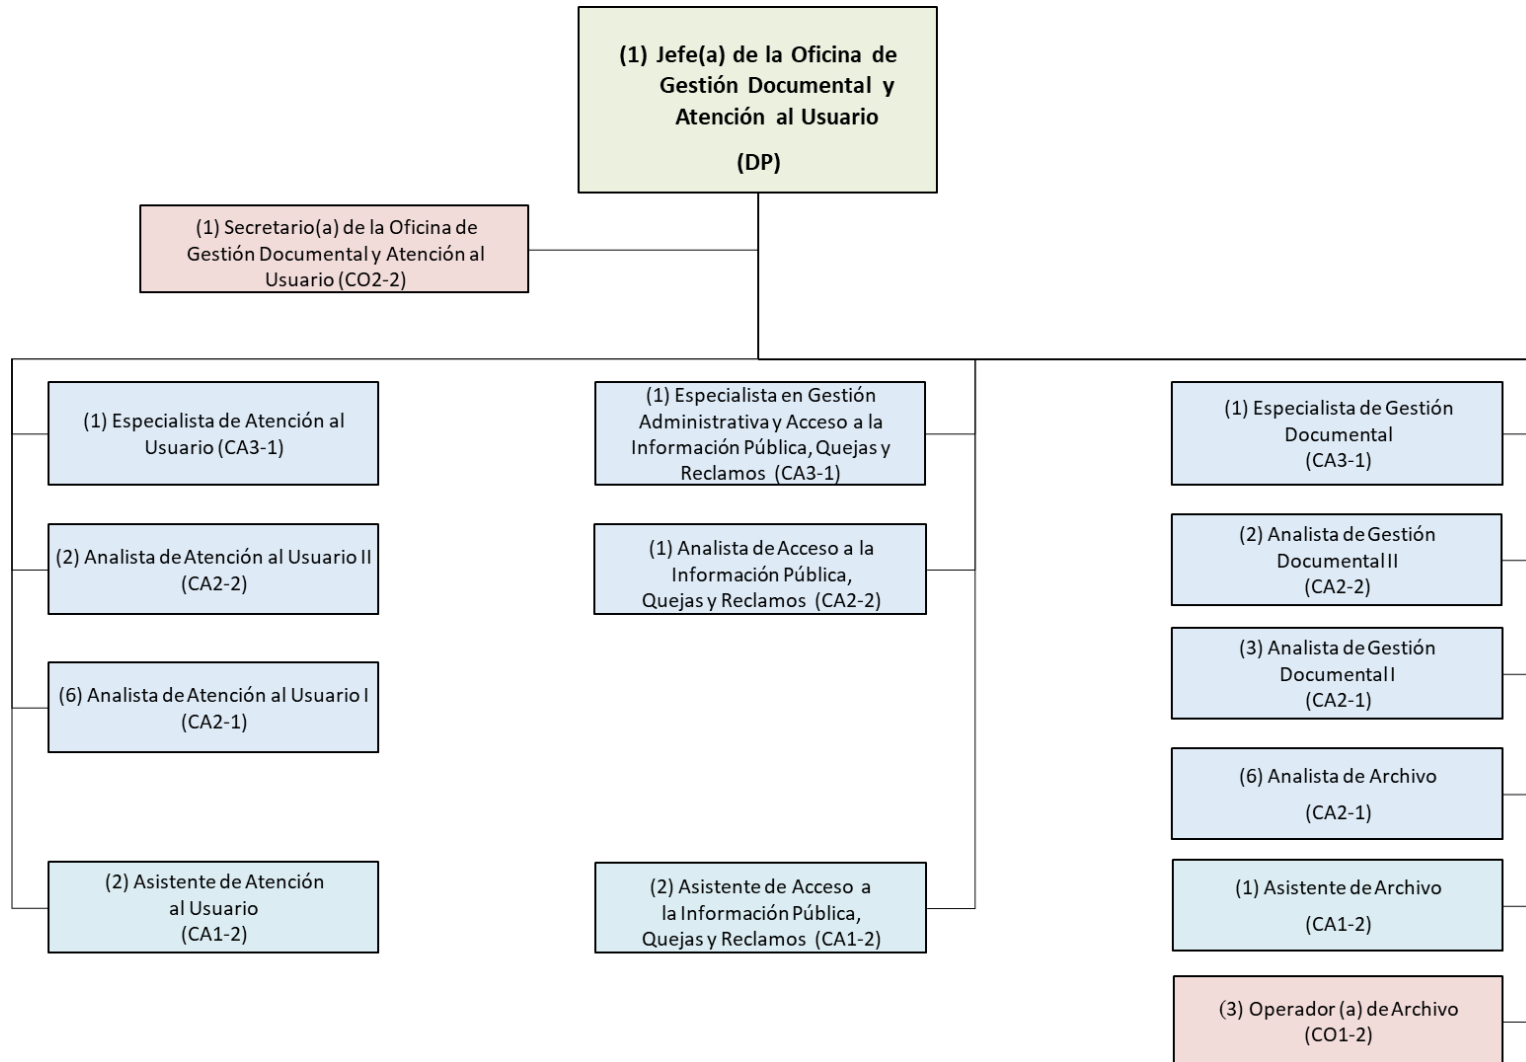 (1) Jefe(a) de la Oficina de
Gestión Documental y
Atención al Usuario
(DP)
(1) Secretario(a) de la Oficina de
Gestión Documental y Atención al
Usuario (CO2-2)
(1) Especialista de Atención al
Usuario (CA3-1)
(2) Analista de Atención al Usuario II
(CA2-2)
(6) Analista de Atención al Usuario I
(CA2-1)
(2) Asistente de Atención
al Usuario
(CA1-2)
(1) Especialista en Gestión
Administrativa y Acceso a la
Información Pública, Quejas y
Reclamos (CA3-1)
(1) Analista de Acceso a la
Información Pública,
Quejas y Reclamos (CA2-2)
(2) Asistente de Acceso a
la Información Pública,
Quejas y Reclamos (CA1-2)
(1) Especialista de Gestión
Documental
(CA3-1)
(2) Analista de Gestión
Documental II
(CA2-2)
(3) Analista de Gestión
Documental I
(CA2-1)
(6) Analista de Archivo
(CA2-1)
(1) Asistente de Archivo
(CA1-2)
(3) Operador (a) de Archivo
(CO1-2)